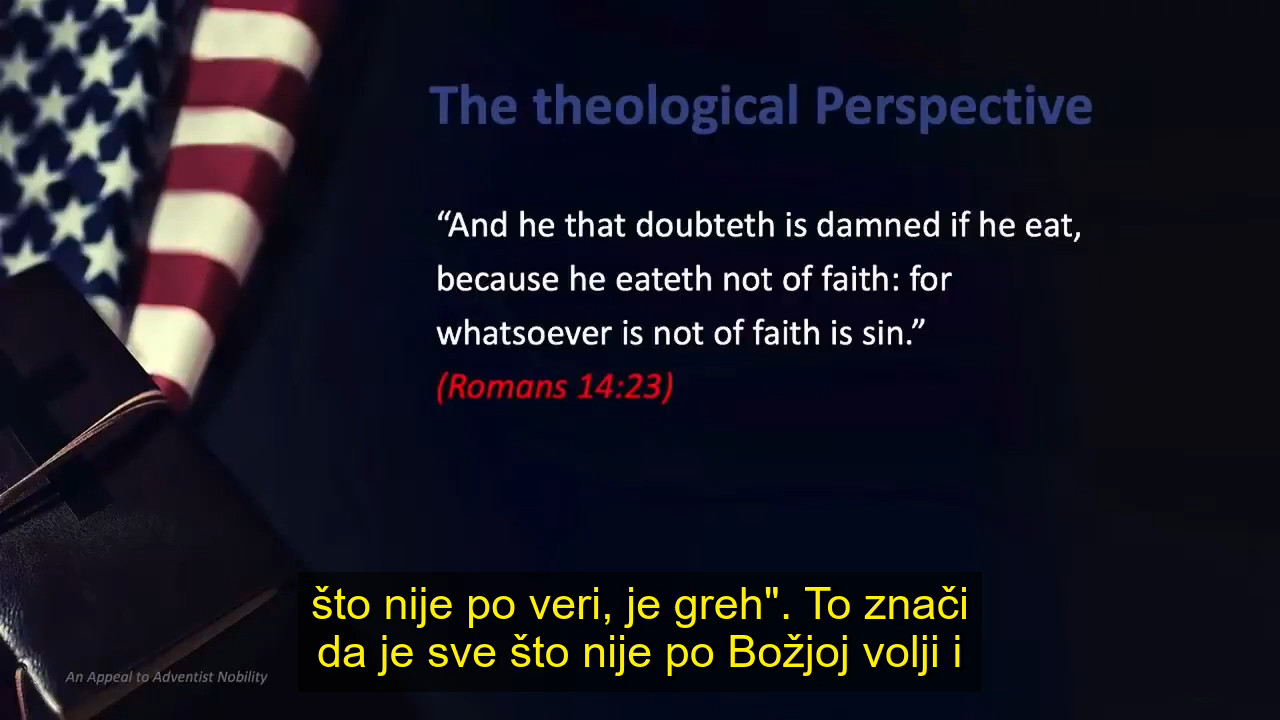 The theological Perspective
“And he that doubteth is damned if he eat,
because he eateth not of faith: for
whatsoever is not of faith is sin.”
(Romans 14:23)
što nije po veri, je greh". To znači
da je sve što nije po Božjoj volji i
An Appeal to Adventist Nobility